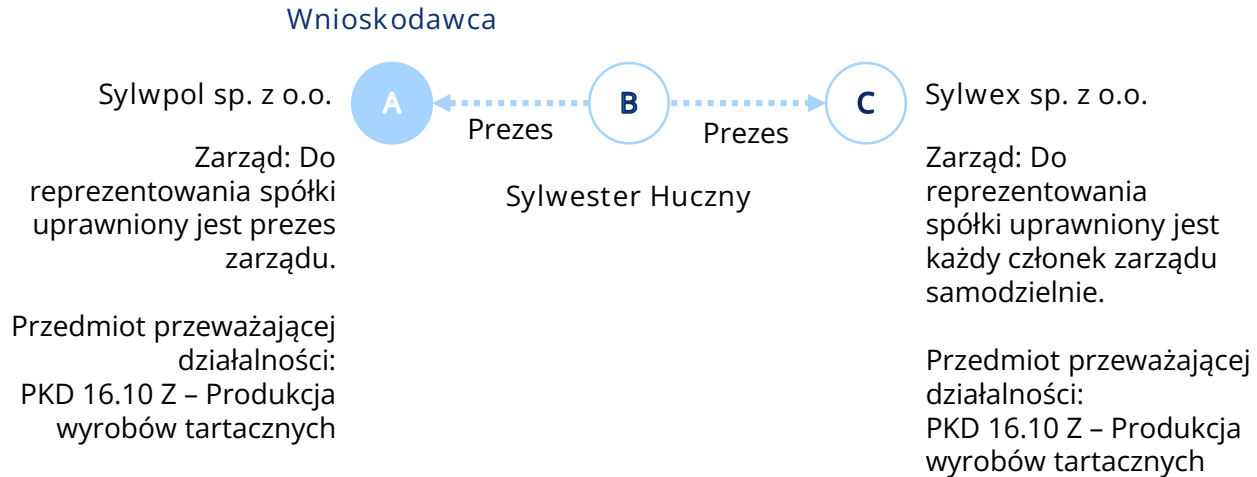 Wnioskodawca
Sylwpol sp. z o.o.
A
B
C
Sylwex sp. z o.o.
Prezes
Prezes
Sylwester Huczny
Zarząd: Do
reprezentowania spółki
uprawniony jest prezes
zarządu.
Przedmiot przeważającej
działalności:
PKD 16.10 Z – Produkcja
wyrobów tartacznych
Zarząd: Do
reprezentowania
spółki uprawniony jest
każdy członek zarządu
samodzielnie.
Przedmiot przeważającej
działalności:
PKD 16.10 Z – Produkcja
wyrobów tartacznych